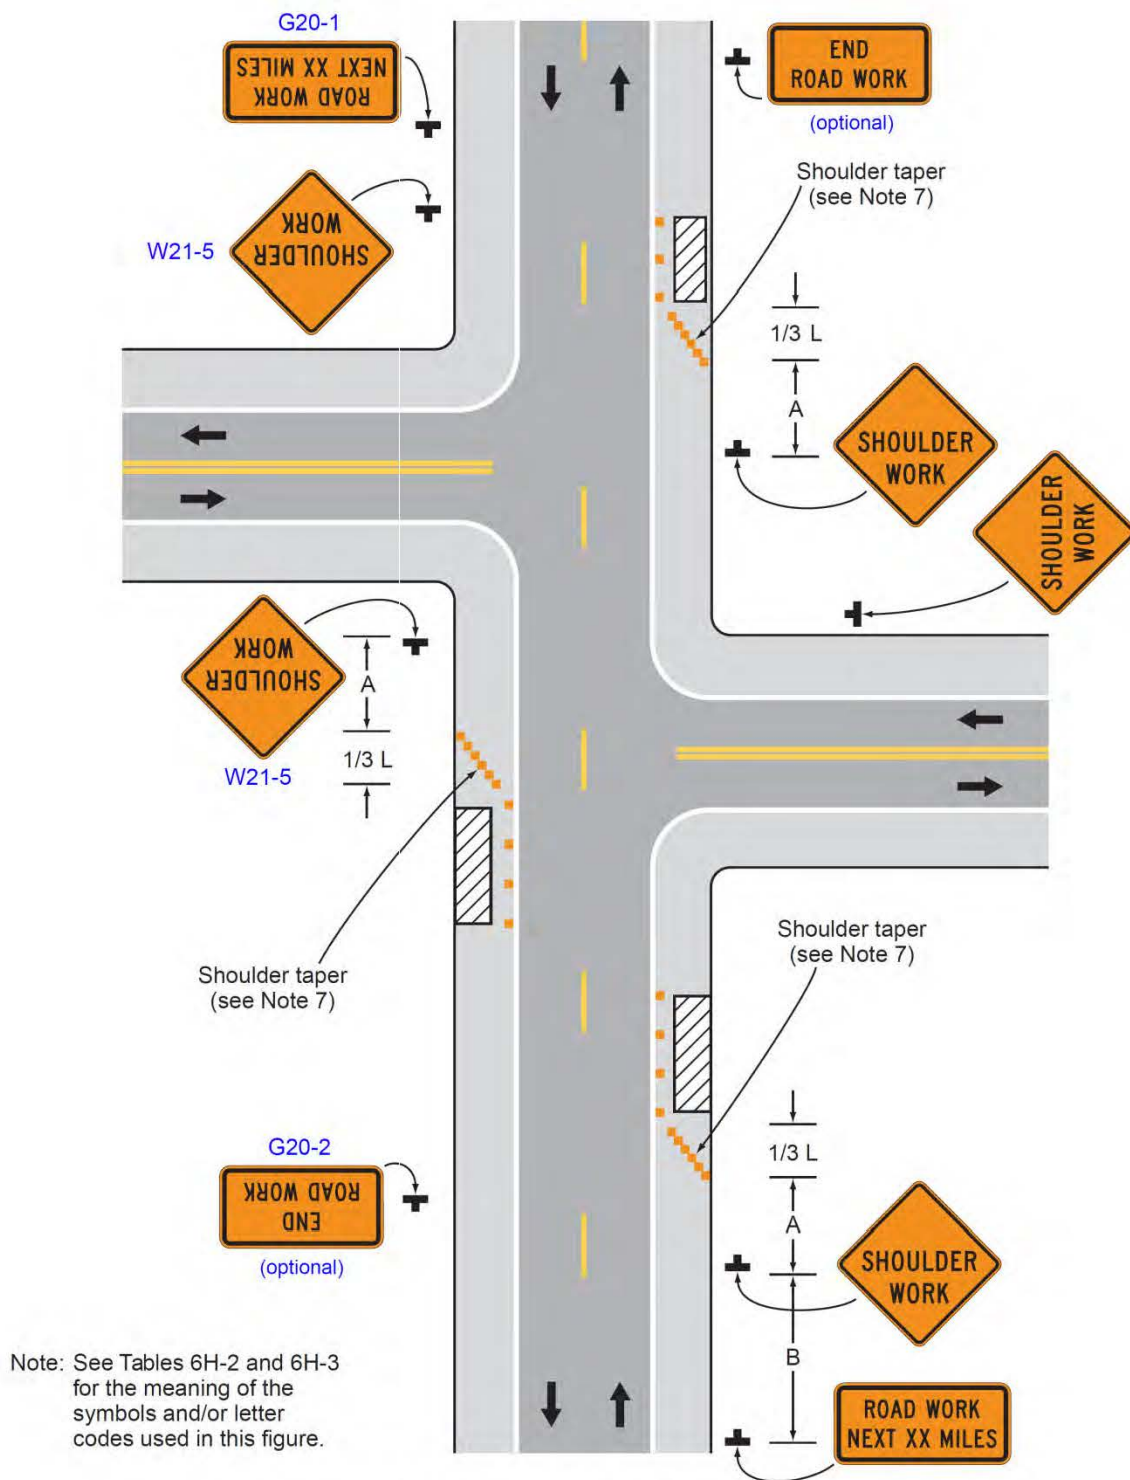 G20-1
ROAD WORK
NEXT XX MILES
END
ROAD WORK
(optional)
Shoulder taper
(see Note 7)
W21-5
SHOULDER
WORK
1/3 L
A
SHOULDER
WORK
SHOULDER
WORK
SHOULDER
WORK
A
1/3 L
W21-5
Shoulder taper
(see Note 7)
Shoulder taper
(see Note 7)
G20-2
END
ROAD WORK
(optional)
1/3 L
A
SHOULDER
WORK
B
ROAD WORK
NEXT XX MILES
Note: See Tables 6H-2 and 6H-3
for the meaning of the
symbols and/or letter
codes used in this figure.